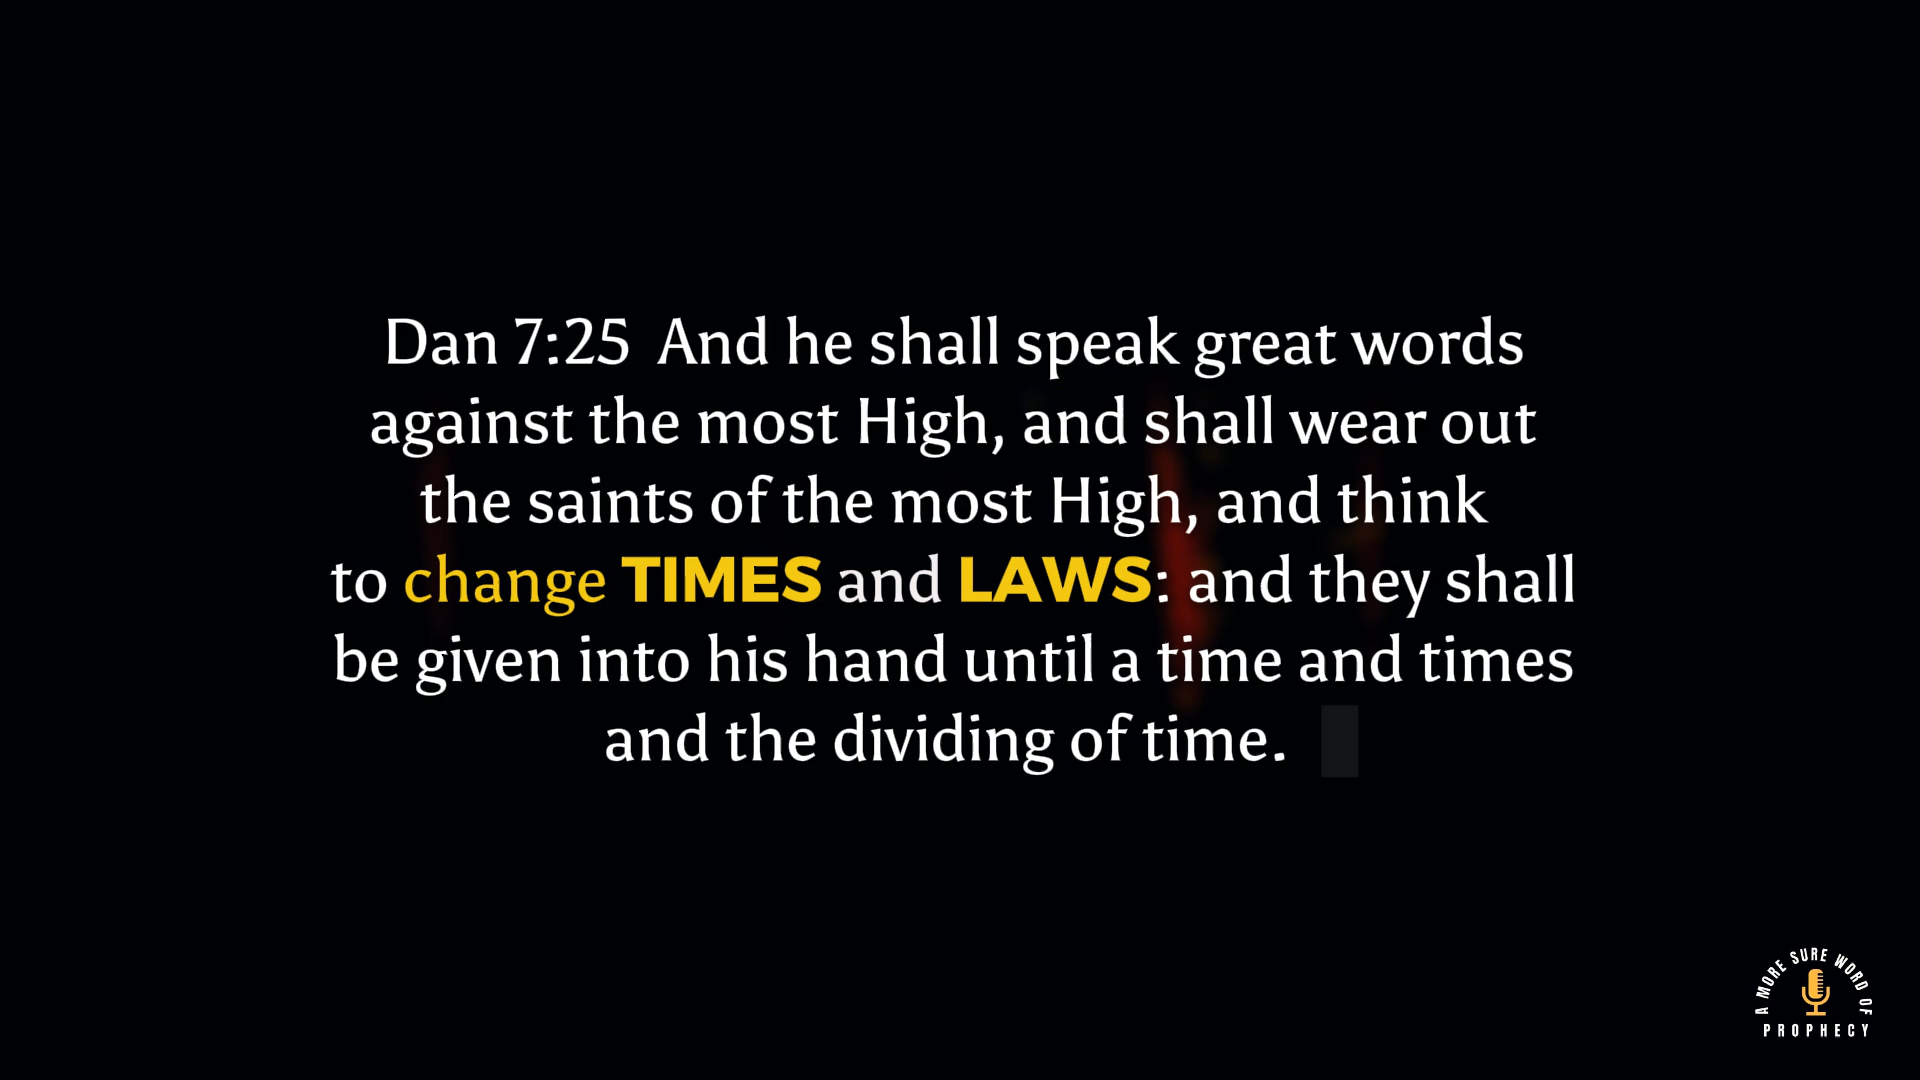 Dan 7:25  And he shall speak great words
against the most High, and shall wear out
the saints of the most High, and think
to change TIMES and LAWS: and they shall
be given into his hand until a time and times
and the dividing of time.
A MORE SURE WORD OF
PROPHECY